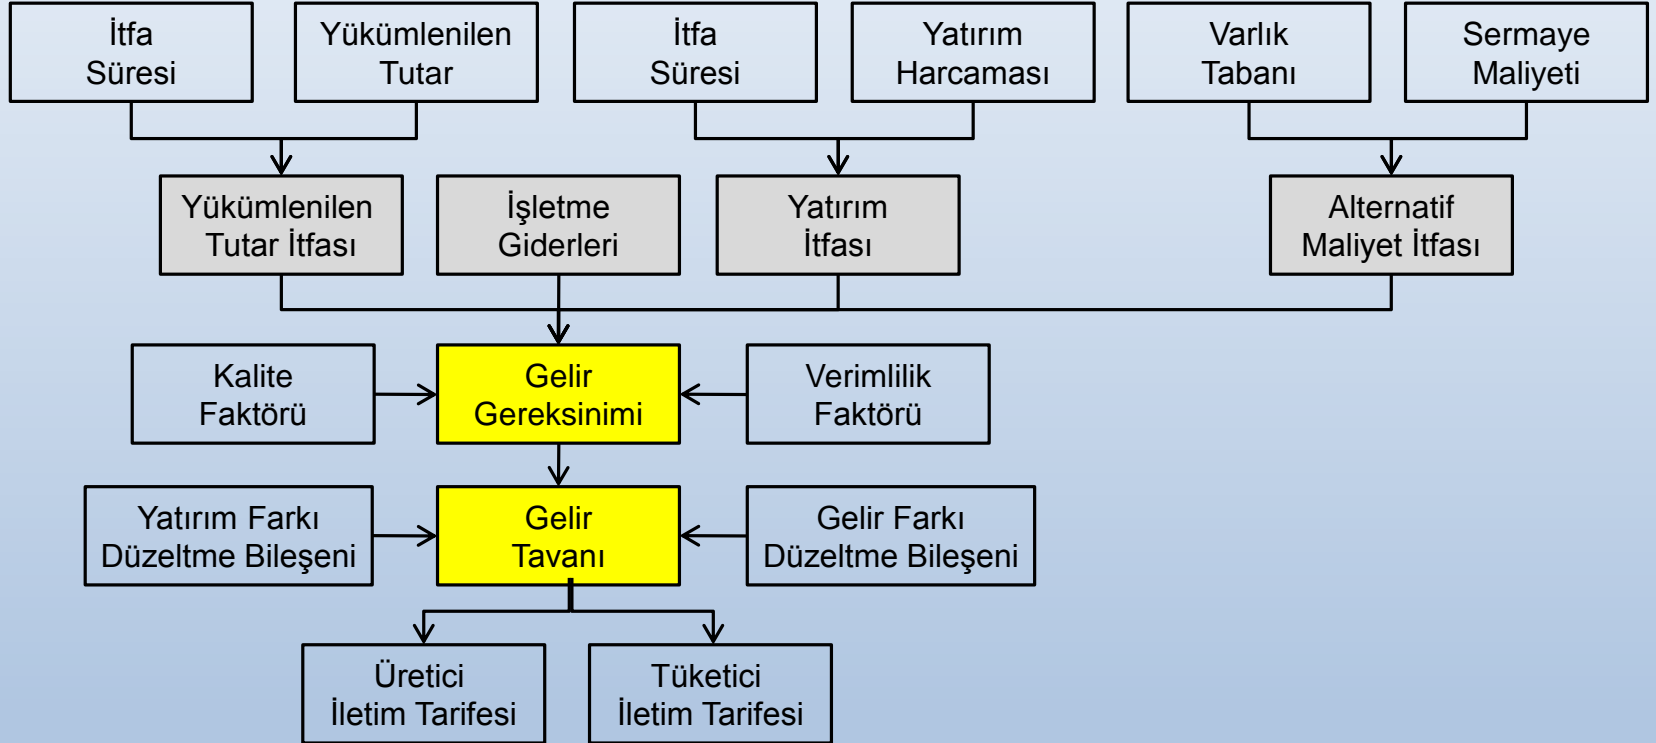 İtfa
Süresi
Yükümlenilen
Tutar
İtfa
Süresi
Yatırım
Harcaması
Varlık
Tabanı
Sermaye
Maliyeti
Yükümlenilen
Tutar İtfası
İşletme
Giderleri
Yatırım
İtfası
Alternatif
Maliyet İtfası
Kalite
Faktörü
Gelir
Gereksinimi
Verimlilik
Faktörü
Yatırım Farkı
Düzeltme Bileşeni
Gelir
Tavanı
Gelir Farkı
Düzeltme Bileşeni
Üretici
İletim Tarifesi
Tüketici
İletim Tarifesi